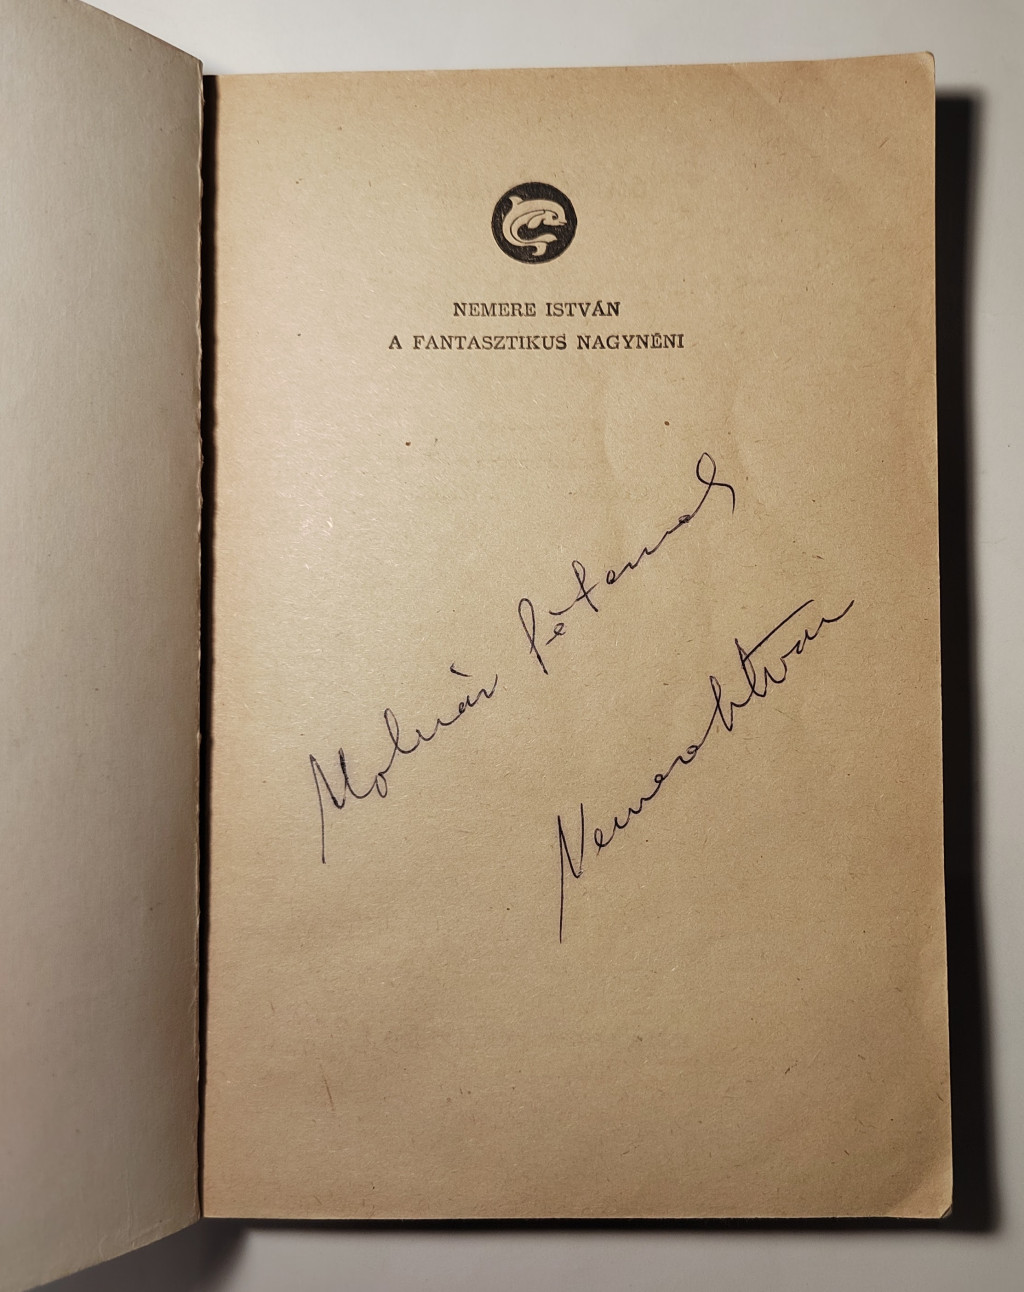 NEMERE ISTVÁN
A FANTASZTIKUS NAGYNÉNI
Molnár Péternek
Nemere István